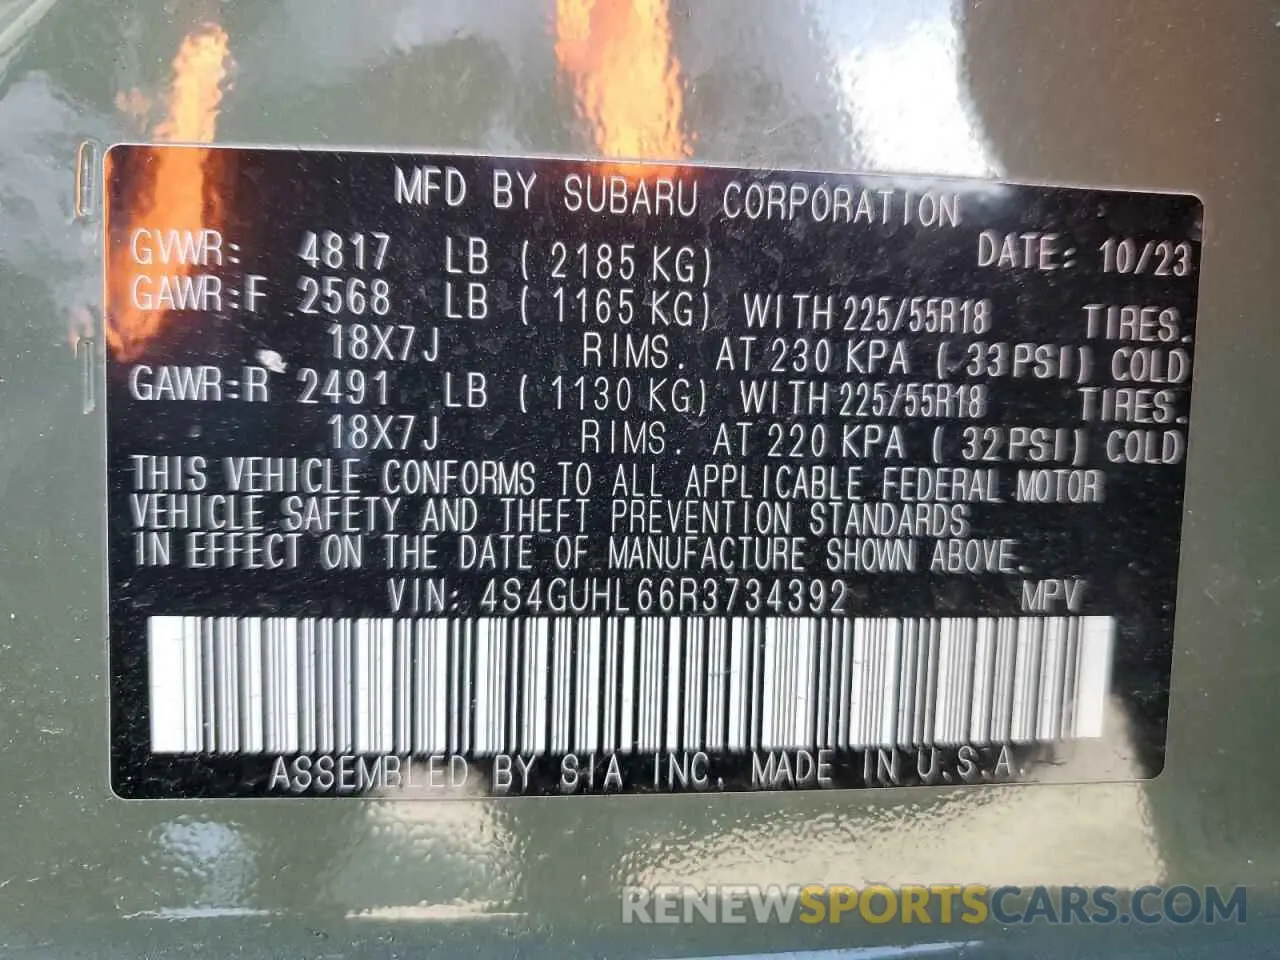 MFD BY SUBARU CORPORATION
GVWR: 4817 LB ( 2185 KG) DATE: 10/23
GAWR:F 2568 LB ( 1165 KG) WITH 225/55R18 TIRES.
18X7J RIMS. AT 230 KPA ( 33PSI) COLD
GAWR:R 2491 LB ( 1130 KG) WITH 225/55R18 TIRES.
18X7J RIMS. AT 220 KPA ( 32PSI) COLD
THIS VEHICLE CONFORMS TO ALL APPLICABLE FEDERAL MOTOR
VEHICLE SAFETY AND THEFT PREVENTION STANDARDS
IN EFFECT ON THE DATE OF MANUFACTURE SHOWN ABOVE.
VIN: 4S4GUHL66R3734392 MPV
ASSEMBLED BY SIA INC. MADE IN U.S.A.
RENEWSPORTSCARS.COM